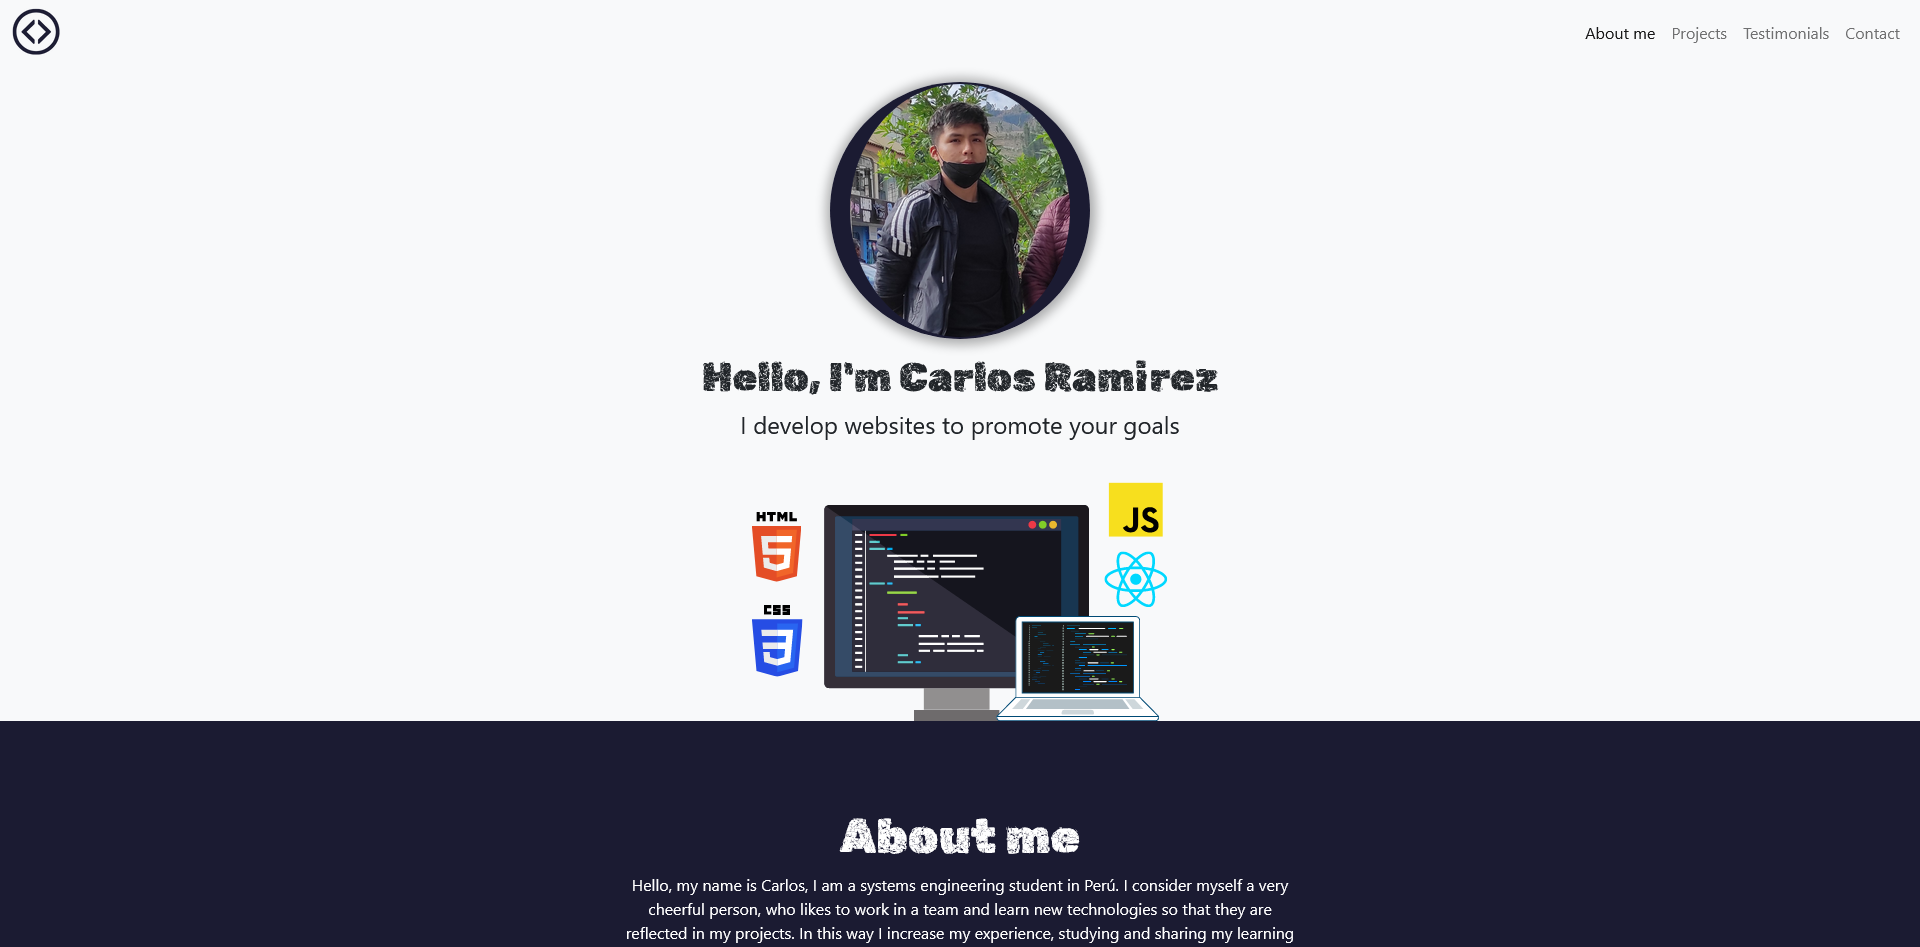 About me Projects Testimonials Contact
Hello, I'm Carlos Ramirez
I develop websites to promote your goals
HTML
5
JS
CSS
3
About me
Hello, my name is Carlos, I am a systems engineering student in Perú. I consider myself a very
cheerful person, who likes to work in a team and learn new technologies so that they are
reflected in my projects. In this way I increase my experience, studying and sharing my learning